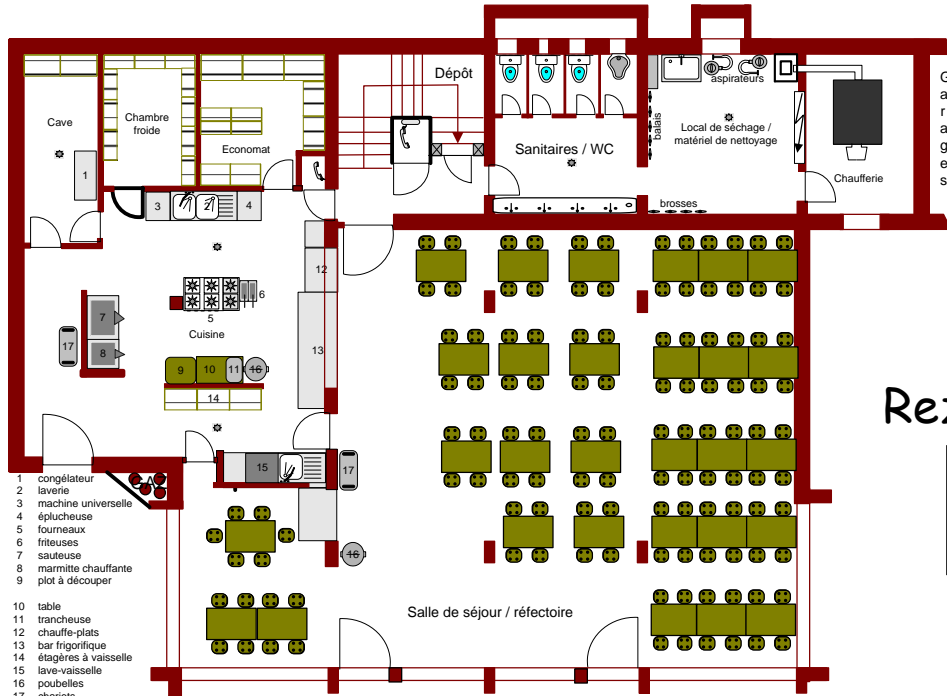 Dépôt
aspirateurs
Cave
Chambre
froide
Economat
Sanitaires / WC
balais
Local de séchage /
matériel de nettoyage
Chaufferie
G
a
r
a
g
e
s
1
3
2
4
brosses
12
5
6
Cuisine
7
8
17
13
9
10
11
16
14
15
17
16
Rez
Salle de séjour / réfectoire
1 congélateur
2 laverie
3 machine universelle
4 éplucheuse
5 fourneaux
6 friteuses
7 sauteuse
8 marmitte chauffante
9 plot à découper
10 table
11 trancheuse
12 chauffe-plats
13 bar frigorifique
14 étagères à vaisselle
15 lave-vaisselle
16 poubelles
17 chariots